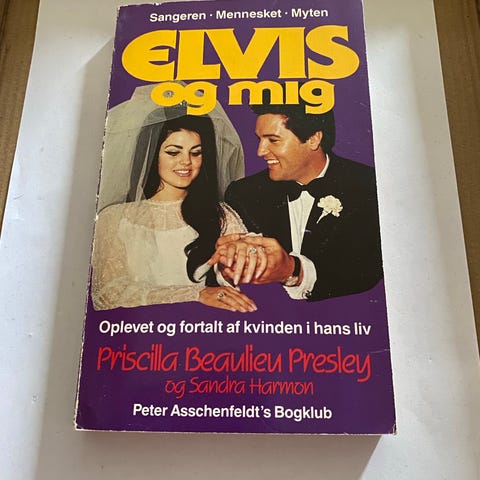 Sangeren · Mennesket · Myten
ELVIS
og mig
Oplevet og fortalt af kvinden i hans liv
Priscilla Beaulieu Presley
og Sandra Harmon
Peter Asschenfeldt's Bogklub